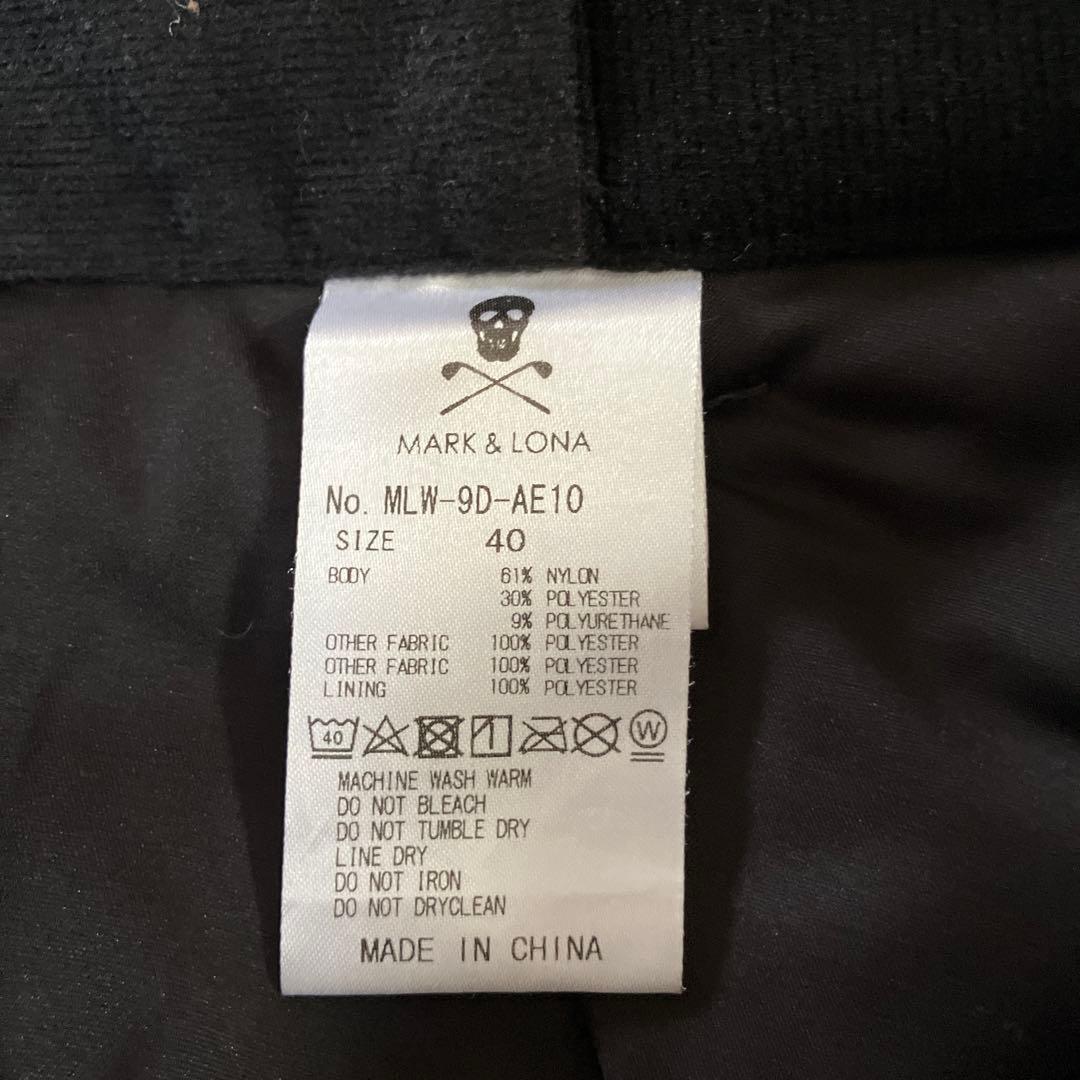 MARK & LONA
No. MLW-9D-AE10
SIZE 40
BODY 61% NYLON
30% POLYESTER
9% POLYURETHANE
OTHER FABRIC 100% POLYESTER
OTHER FABRIC 100% POLYESTER
LINING 100% POLYESTER
40 W
MACHINE WASH WARM
DO NOT BLEACH
DO NOT TUMBLE DRY
LINE DRY
DO NOT IRON
DO NOT DRYCLEAN
MADE IN CHINA